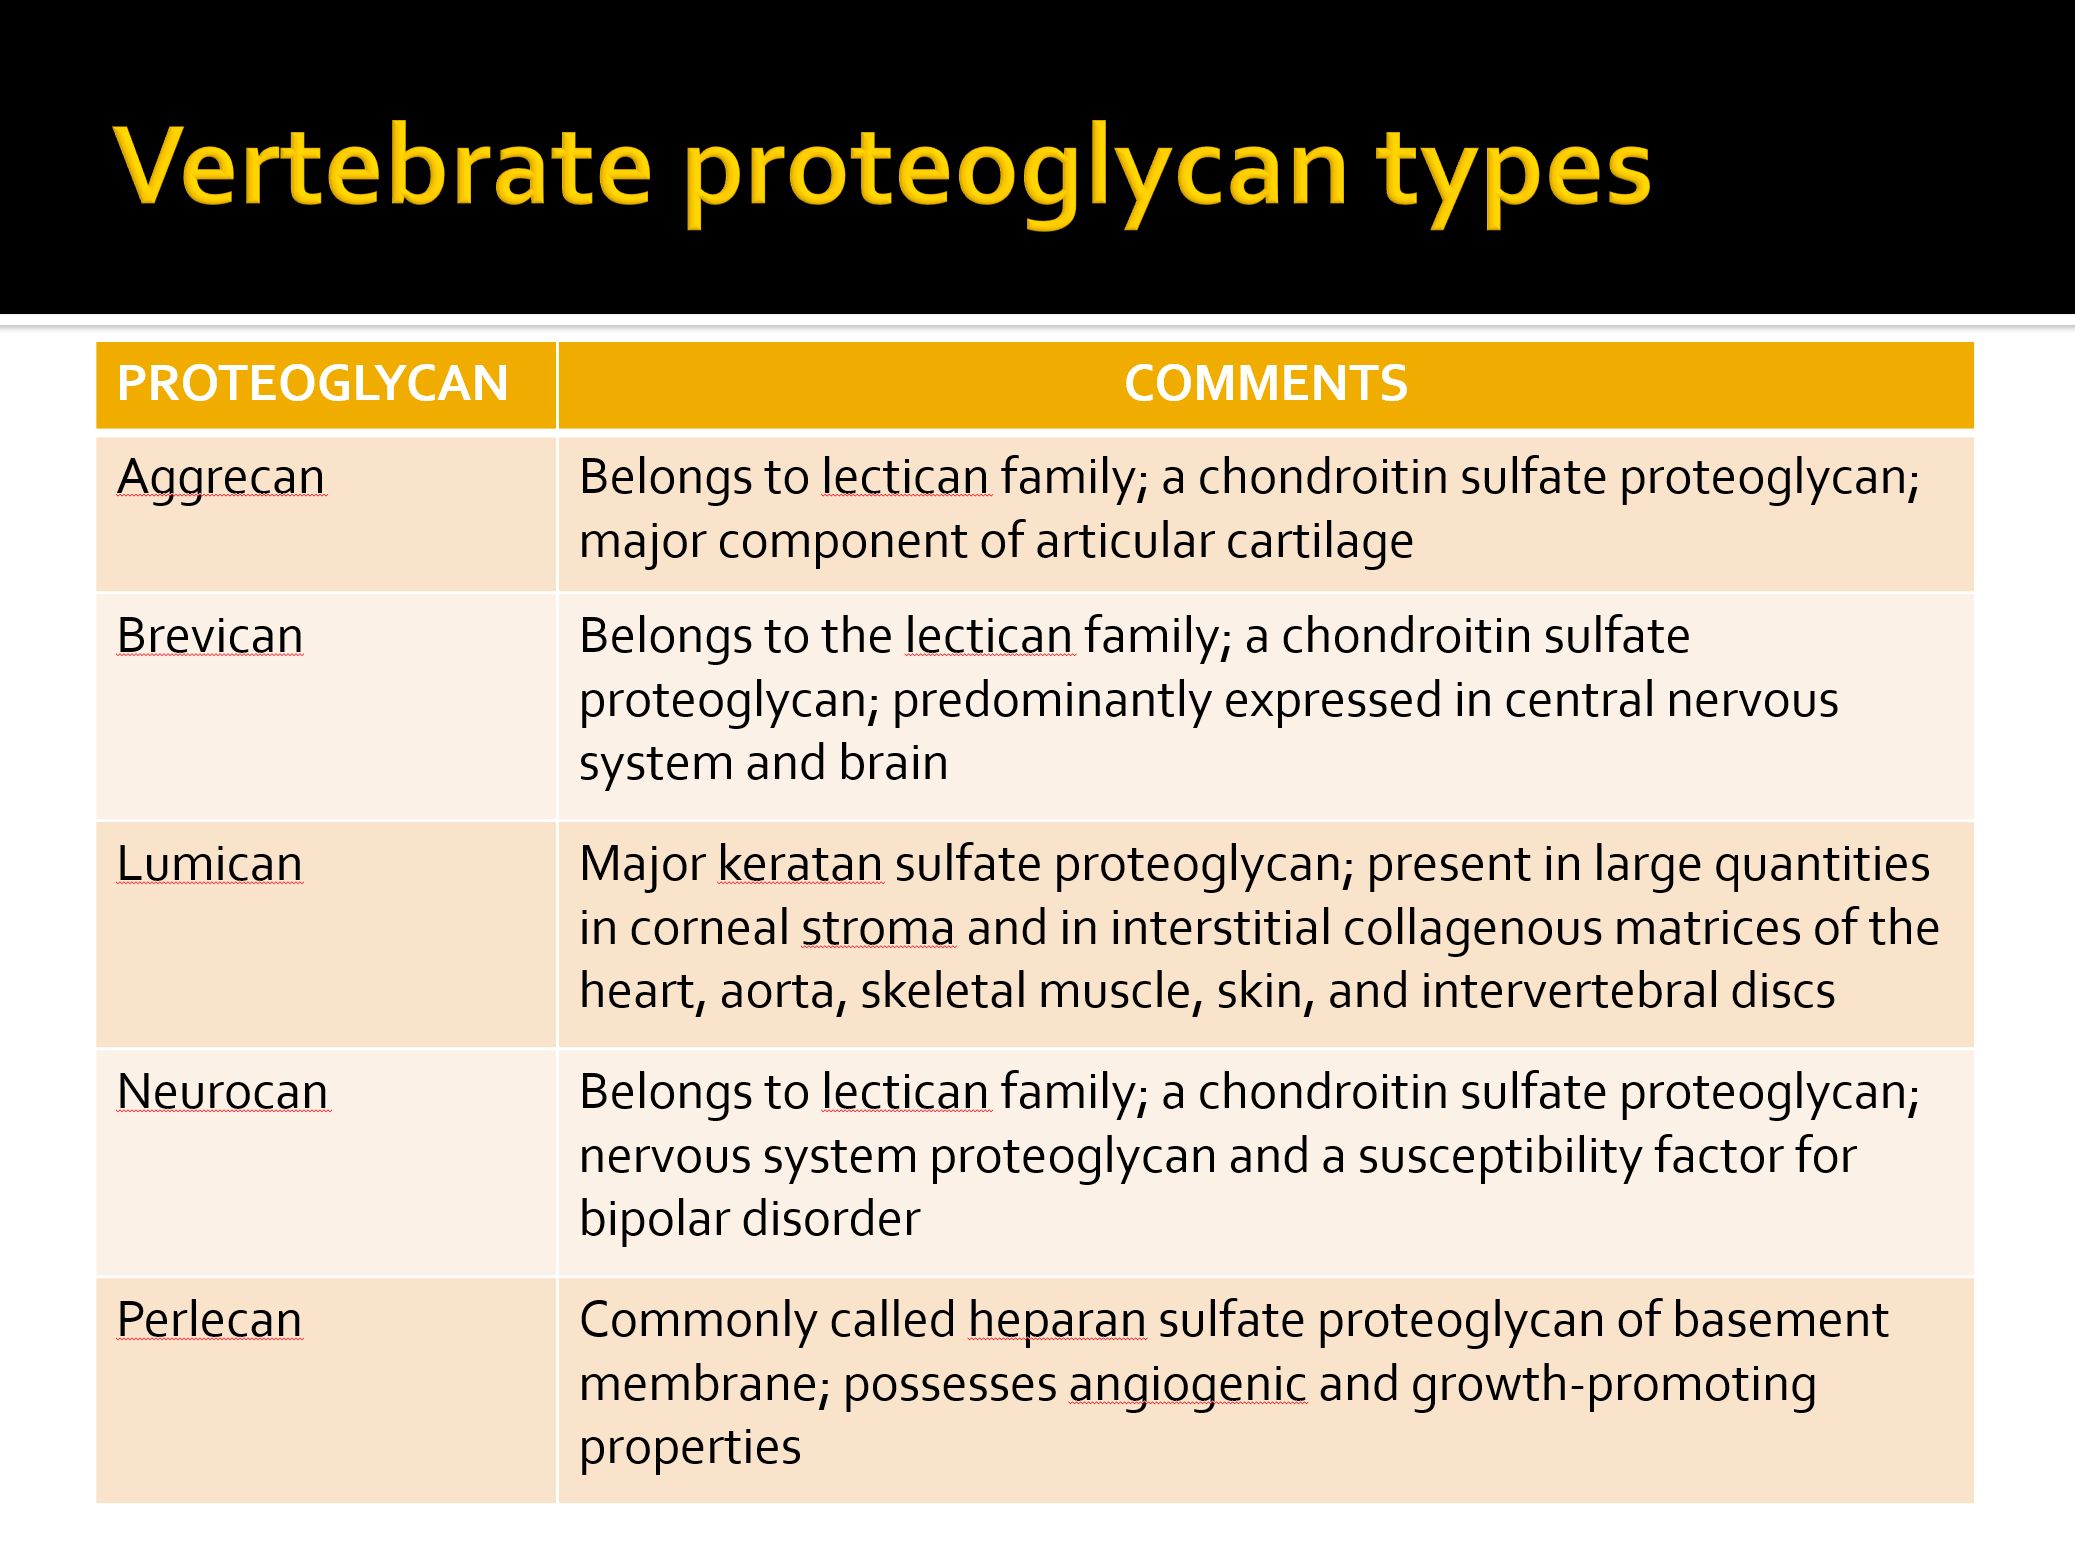 Vertebrate proteoglycan types
PROTEOGLYCAN
COMMENTS
Aggrecan
Belongs to lectican family; a chondroitin sulfate proteoglycan;
major component of articular cartilage
Brevican
Belongs to the lectican family; a chondroitin sulfate
proteoglycan; predominantly expressed in central nervous
system and brain
Lumican
Major keratan sulfate proteoglycan; present in large quantities
in corneal stroma and in interstitial collagenous matrices of the
heart, aorta, skeletal muscle, skin, and intervertebral discs
Neurocan
Belongs to lectican family; a chondroitin sulfate proteoglycan;
nervous system proteoglycan and a susceptibility factor for
bipolar disorder
Perlecan
Commonly called heparan sulfate proteoglycan of basement
membrane; possesses angiogenic and growth-promoting
properties